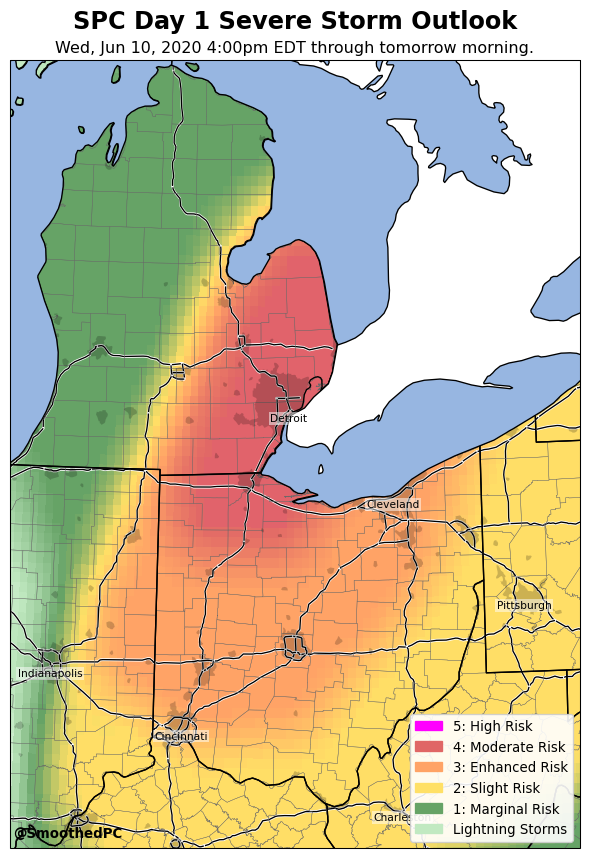 SPC Day 1 Severe Storm Outlook
Wed, Jun 10, 2020 4:00pm EDT through tomorrow morning.
Detroit
Cleveland
Pittsburgh
Indianapolis
Cincinnati
5: High Risk
4: Moderate Risk
3: Enhanced Risk
2: Slight Risk
1: Marginal Risk
Lightning Storms
@SmoothedPC